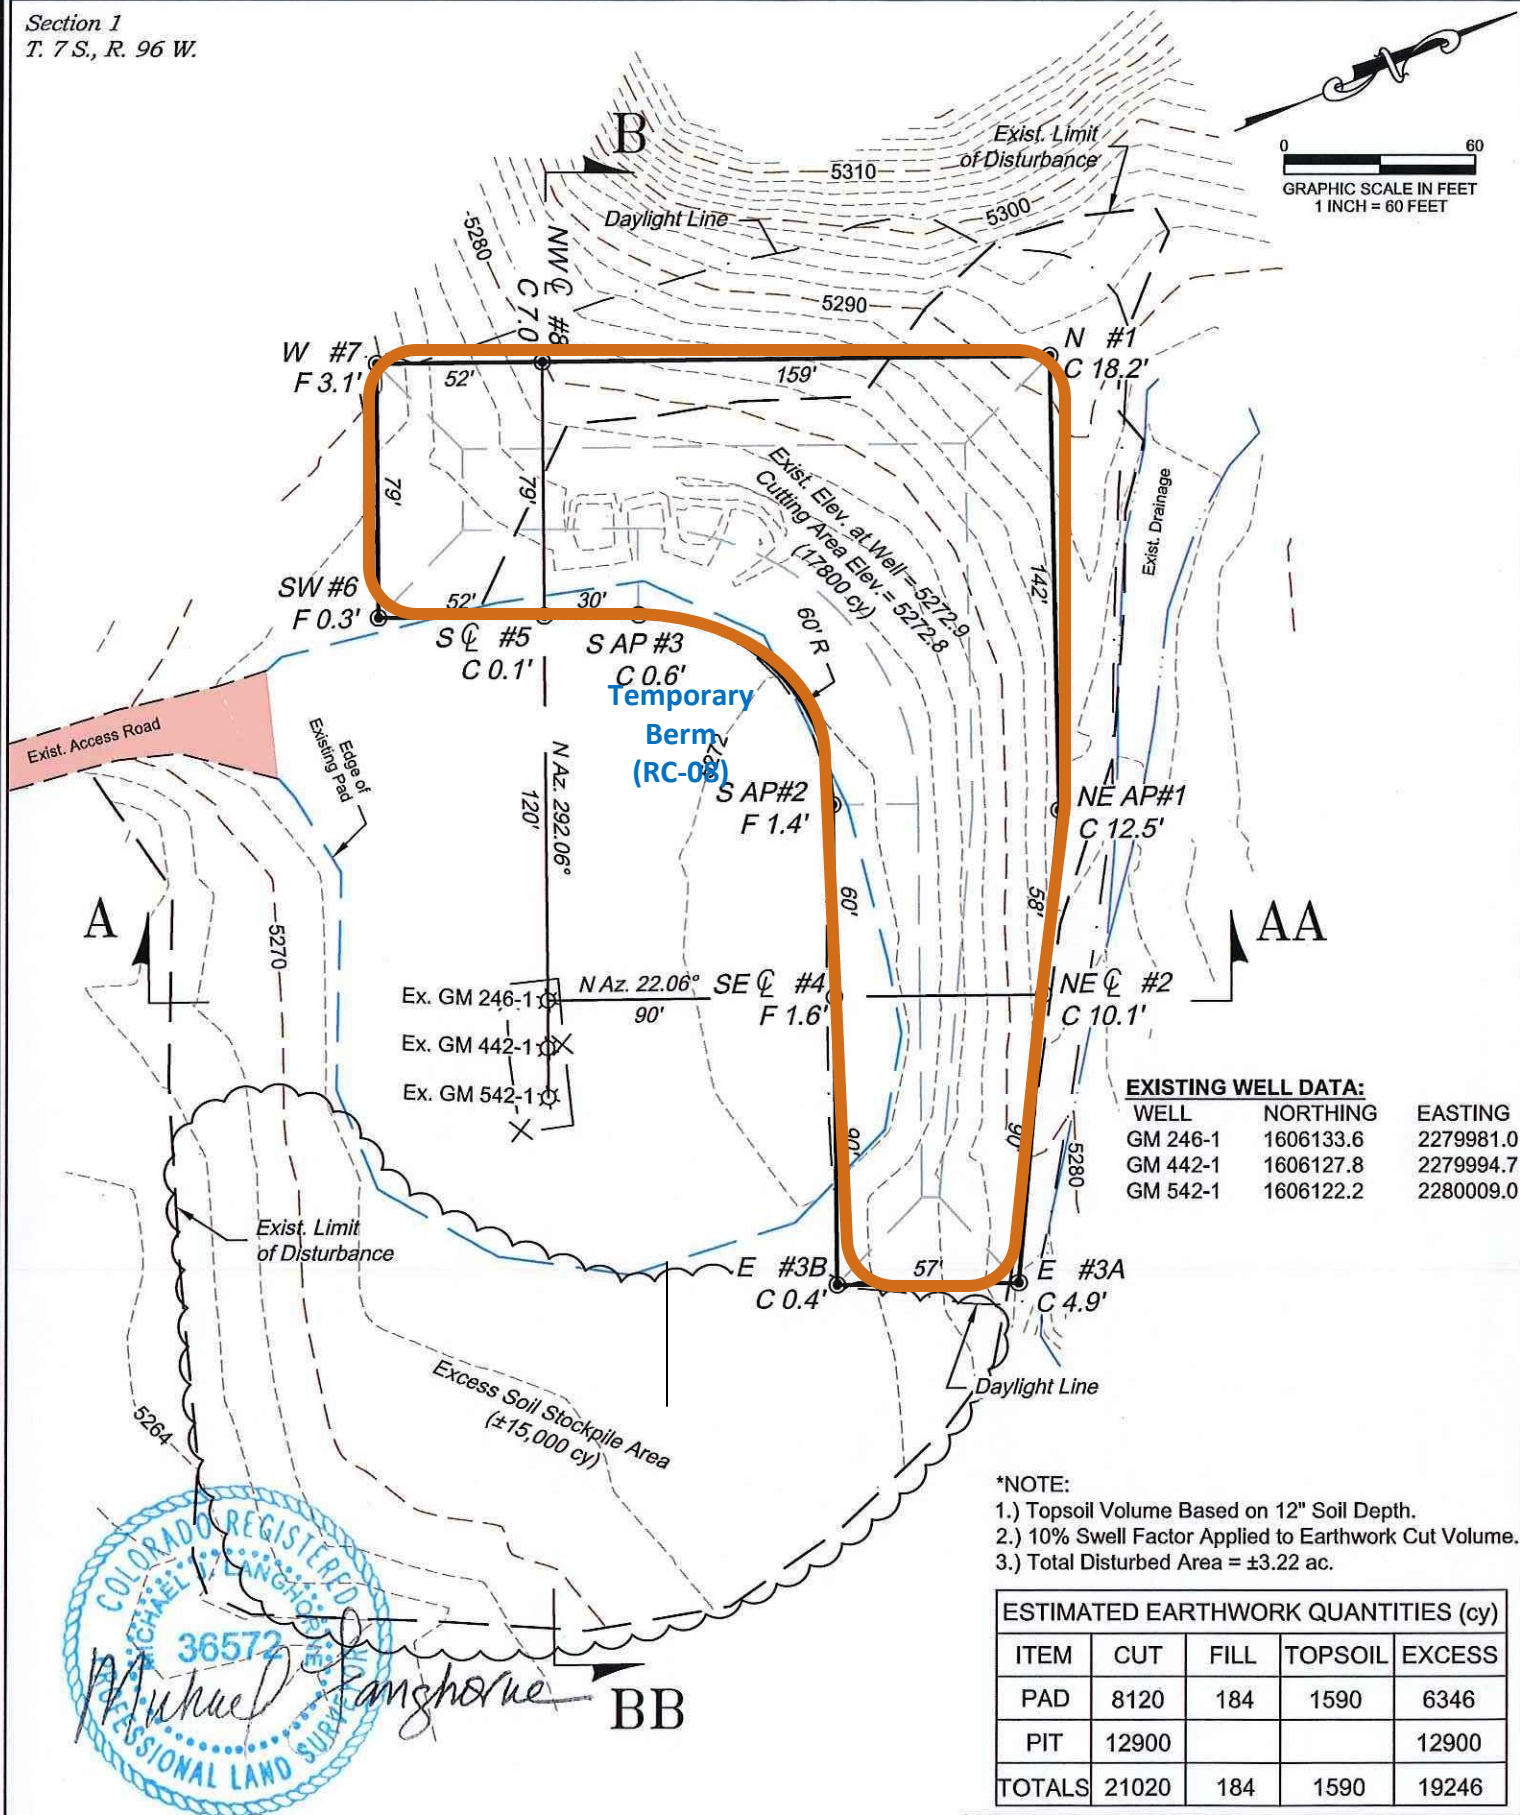 Section 1
T. 7 S., R. 96 W.
B
Exist. Limit
of Disturbance
0 60
GRAPHIC SCALE IN FEET
1 INCH = 60 FEET
5310
5300
Daylight Line
5280
5290
NW ℄ #8
C 7.0'
W #7
F 3.1'
52'
159'
N #1
C 18.2'
79'
79'
Exist. Elev. at Well = 5272.9
Cutting Area Elev. = 5272.8
(17800 cy)
142'
Exist. Drainage
SW #6
F 0.3'
52'
30'
S ℄ #5
C 0.1'
S AP #3
C 0.6'
60' R
Temporary
Berm
(RC-08)
5272
Exist. Access Road
Edge of
Existing Pad
N Az. 292.06°
120'
S AP#2
F 1.4'
NE AP#1
C 12.5'
60'
58'
A
AA
5270
Ex. GM 246-1
N Az. 22.06°
90'
SE ℄ #4
F 1.6'
NE ℄ #2
C 10.1'
Ex. GM 442-1
Ex. GM 542-1
90'
90'
5280
EXISTING WELL DATA:
WELL NORTHING EASTING
GM 246-1 1606133.6 2279981.0
GM 442-1 1606127.8 2279994.7
GM 542-1 1606122.2 2280009.0
Exist. Limit
of Disturbance
E #3B
C 0.4'
57'
E #3A
C 4.9'
Daylight Line
Excess Soil Stockpile Area
(±15,000 cy)
5264
*NOTE:
1.) Topsoil Volume Based on 12" Soil Depth.
2.) 10% Swell Factor Applied to Earthwork Cut Volume.
3.) Total Disturbed Area = ±3.22 ac.
COLORADO REGISTERED
MICHAEL J. LANGHORNE
36572
PROFESSIONAL LAND SURVEYOR
Michael Langhorne
BB
ESTIMATED EARTHWORK QUANTITIES (cy)
ITEM CUT FILL TOPSOIL EXCESS
PAD 8120 184 1590 6346
PIT 12900 12900
TOTALS 21020 184 1590 19246